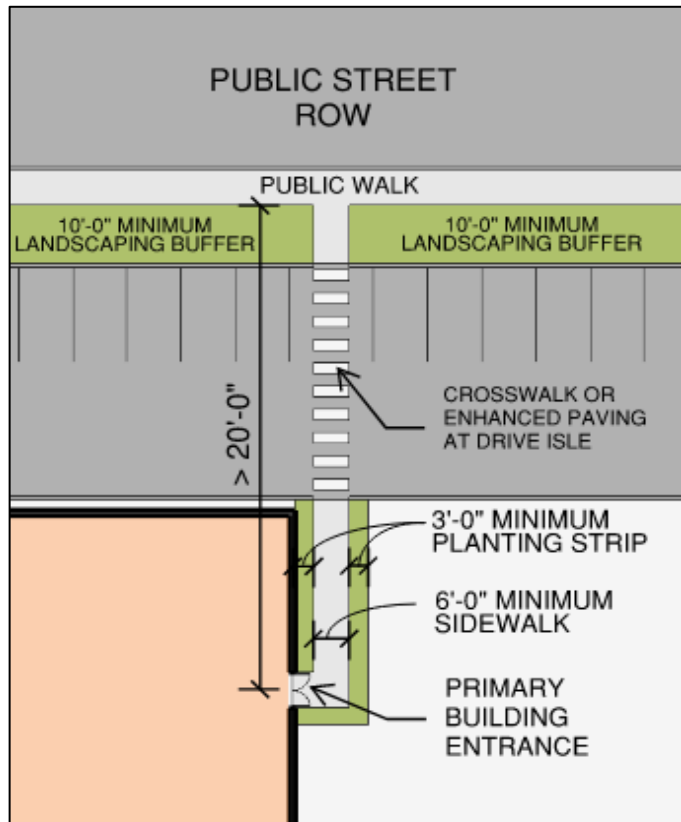 PUBLIC STREET
ROW
PUBLIC WALK
10'-0" MINIMUM
LANDSCAPING BUFFER
10'-0" MINIMUM
LANDSCAPING BUFFER
> 20'-0"
CROSSWALK OR
ENHANCED PAVING
AT DRIVE ISLE
3'-0" MINIMUM
PLANTING STRIP
6'-0" MINIMUM
SIDEWALK
PRIMARY
BUILDING
ENTRANCE